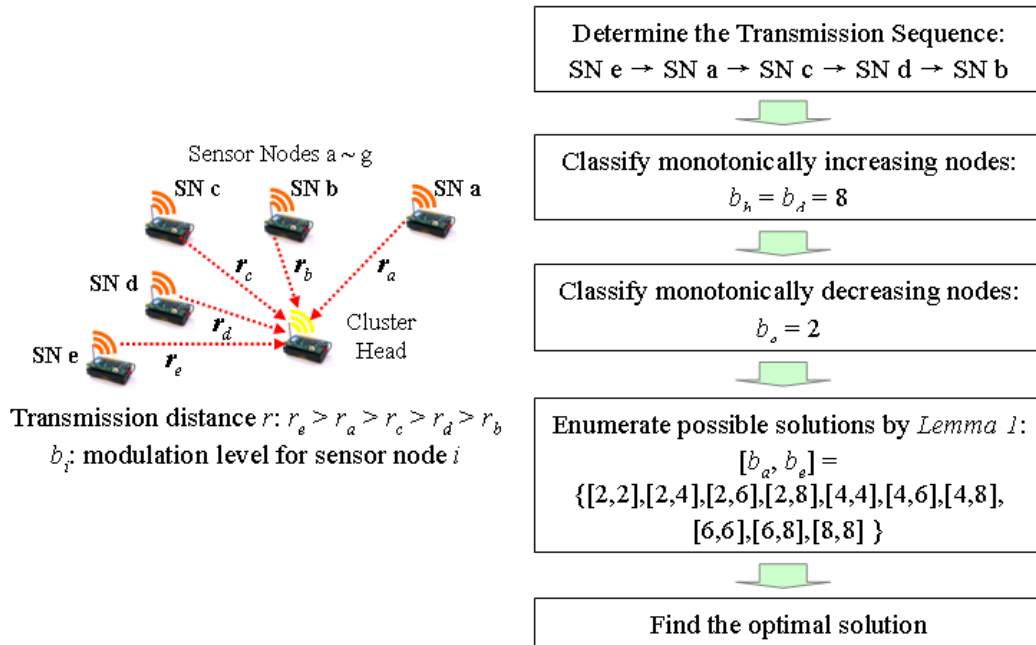 Determine the Transmission Sequence:
SN e → SN a → SN c → SN d → SN b
Classify monotonically increasing nodes:
b_b = b_d = 8
Classify monotonically decreasing nodes:
b_e = 2
Enumerate possible solutions by Lemma 1:
[b_a, b_e] =
{[2,2],[2,4],[2,6],[2,8],[4,4],[4,6],[4,8],
[6,6],[6,8],[8,8] }
Find the optimal solution
Sensor Nodes a ~ g
SN c
SN b
SN a
r_c
r_b
r_a
SN d
r_d
Cluster
Head
SN e
r_e
Transmission distance r: r_e > r_a > r_c > r_d > r_b
b_i: modulation level for sensor node i